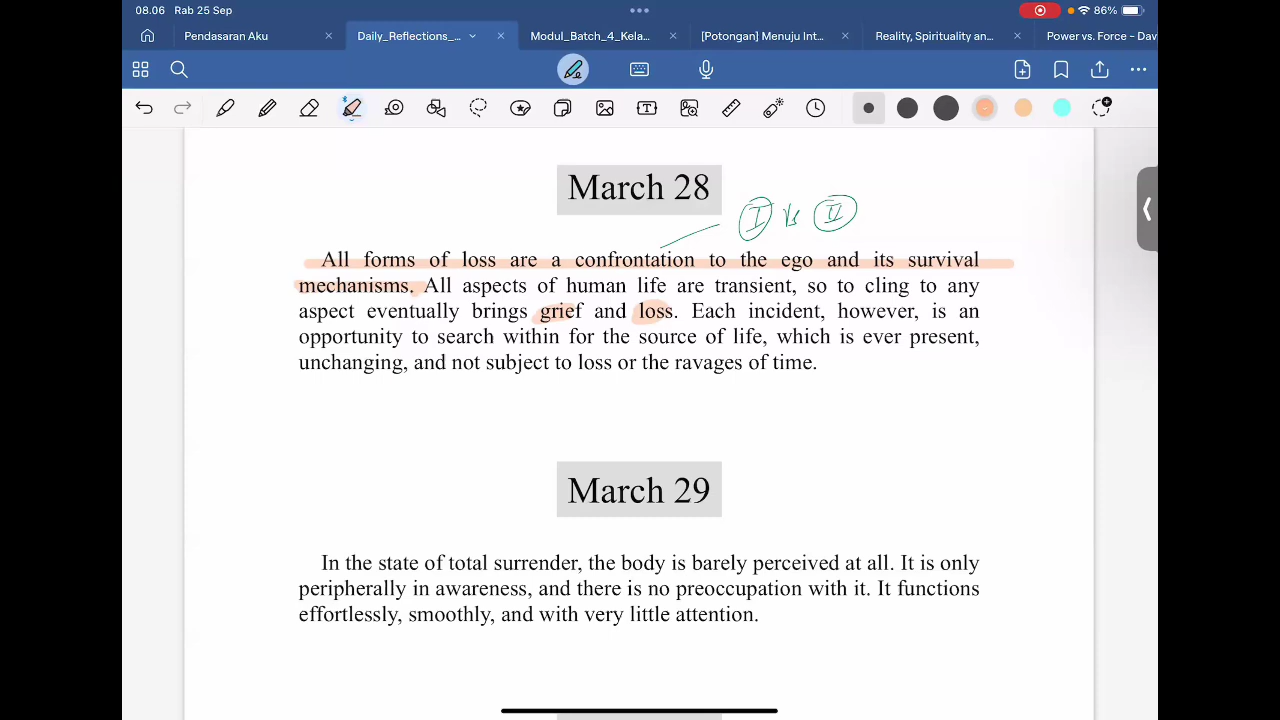 08.06 Rab 25 Sep
86%
Pendasaran Aku
Daily_Reflections_...
Modul_Batch_4_Kela...
[Potongan] Menuju Int...
Reality, Spirituality an...
Power vs. Force – Dav
March 28
I vs II
All forms of loss are a confrontation to the ego and its survival
mechanisms. All aspects of human life are transient, so to cling to any
aspect eventually brings grief and loss. Each incident, however, is an
opportunity to search within for the source of life, which is ever present,
unchanging, and not subject to loss or the ravages of time.
March 29
In the state of total surrender, the body is barely perceived at all. It is only
peripherally in awareness, and there is no preoccupation with it. It functions
effortlessly, smoothly, and with very little attention.